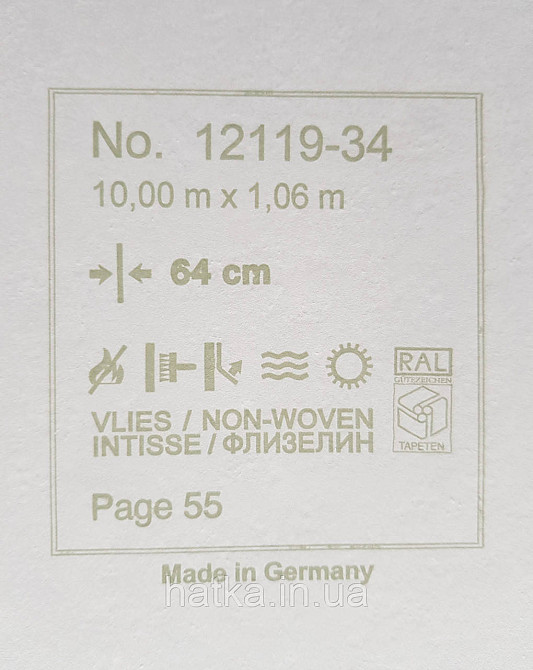 No. 12119-34
10,00 m x 1,06 m
64 cm
RAL
GÜTEZEICHEN
TAPETEN
VLIES / NON-WOVEN
INTISSE / ФЛИЗЕЛИН
Page 55
Made in Germany
hatka.in.ua